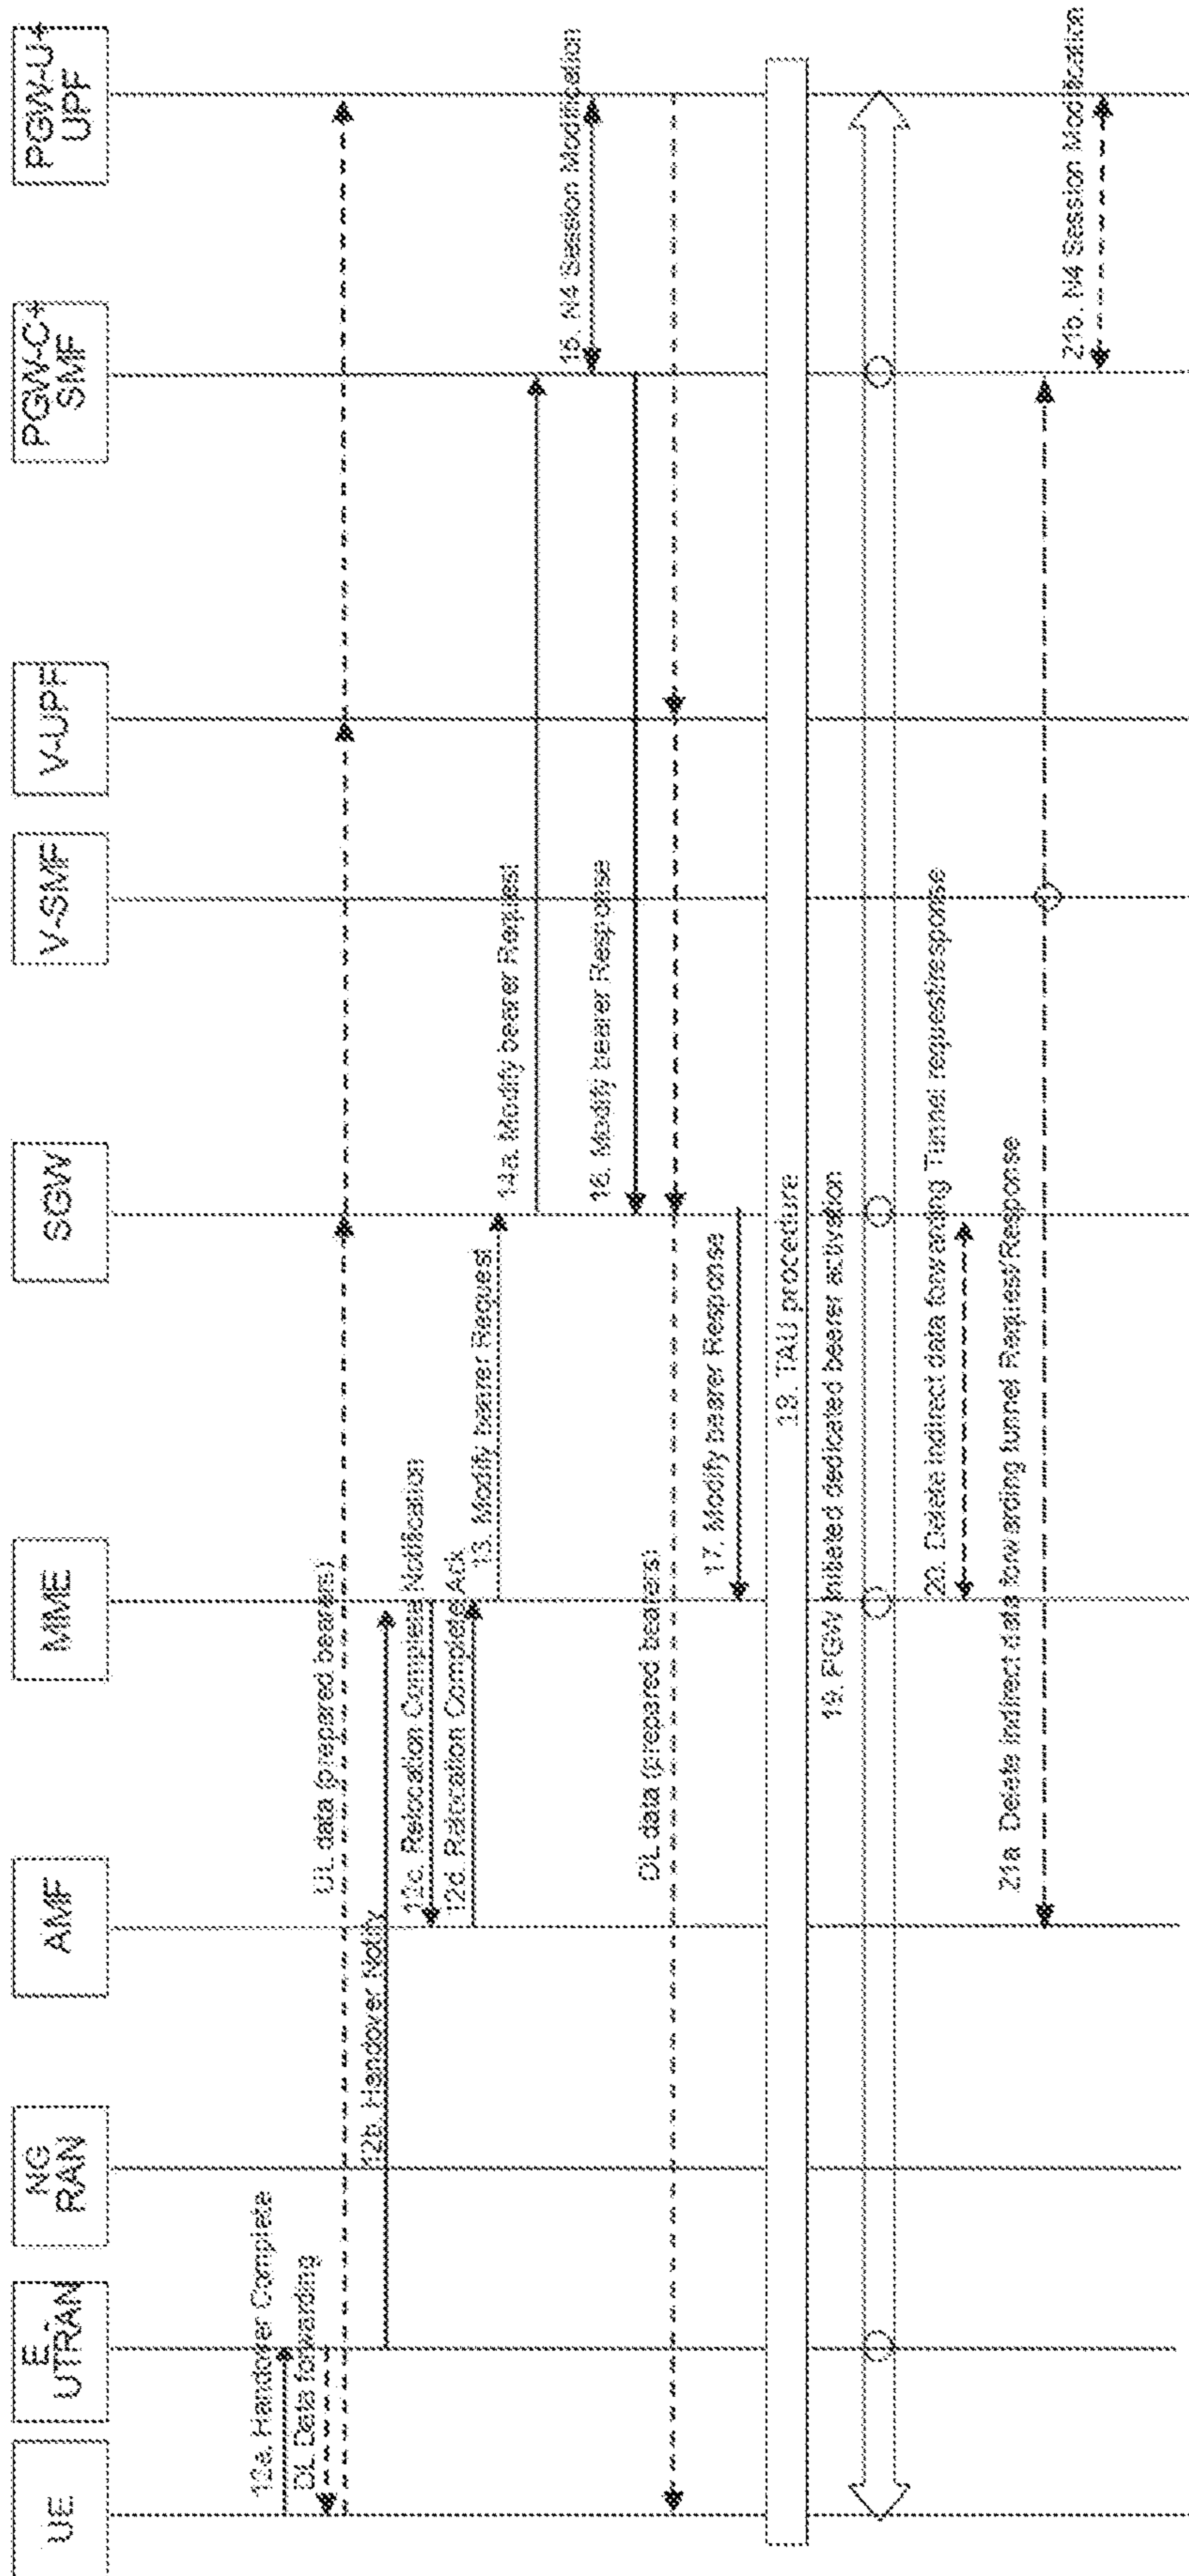 UE
E_
UTRAN
NG
RAN
AMF
MME
SGW
V-SMF
V-UPF
PGW-C+
SMF
PGW-U+
UPF
12a. Handover Complete
DL Data forwarding
UL data (prepared bearers)
12b. Handover Notify
12c. Relocation Complete Notification
12d. Relocation Complete Ack
13. Modify bearer Request
14a. Modify bearer Request
15. N4 Session Modification
16. Modify bearer Response
DL data (prepared bearers)
17. Modify bearer Response
TAU procedure
19. PGW initiated dedicated bearer activation
20. Delete indirect data forwarding Tunnel request/response
21a. Delete indirect data forwarding tunnel Request/Response
21b. N4 Session Modification